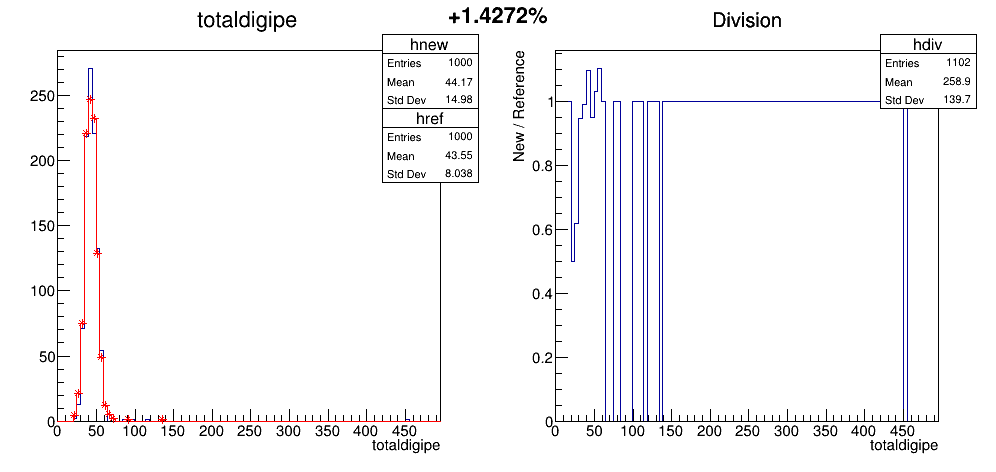 +1.4272%
totaldigipe
hnew
Entries 1000
Mean 44.17
Std Dev 14.98
href
Entries 1000
Mean 43.55
Std Dev 8.038
250
200
150
100
50
0
0 50 100 150 200 250 300 350 400 450
totaldigipe
Division
hdiv
Entries 1102
Mean 258.9
Std Dev 139.7
New / Reference
1
0.8
0.6
0.4
0.2
0
0 50 100 150 200 250 300 350 400 450
totaldigipe